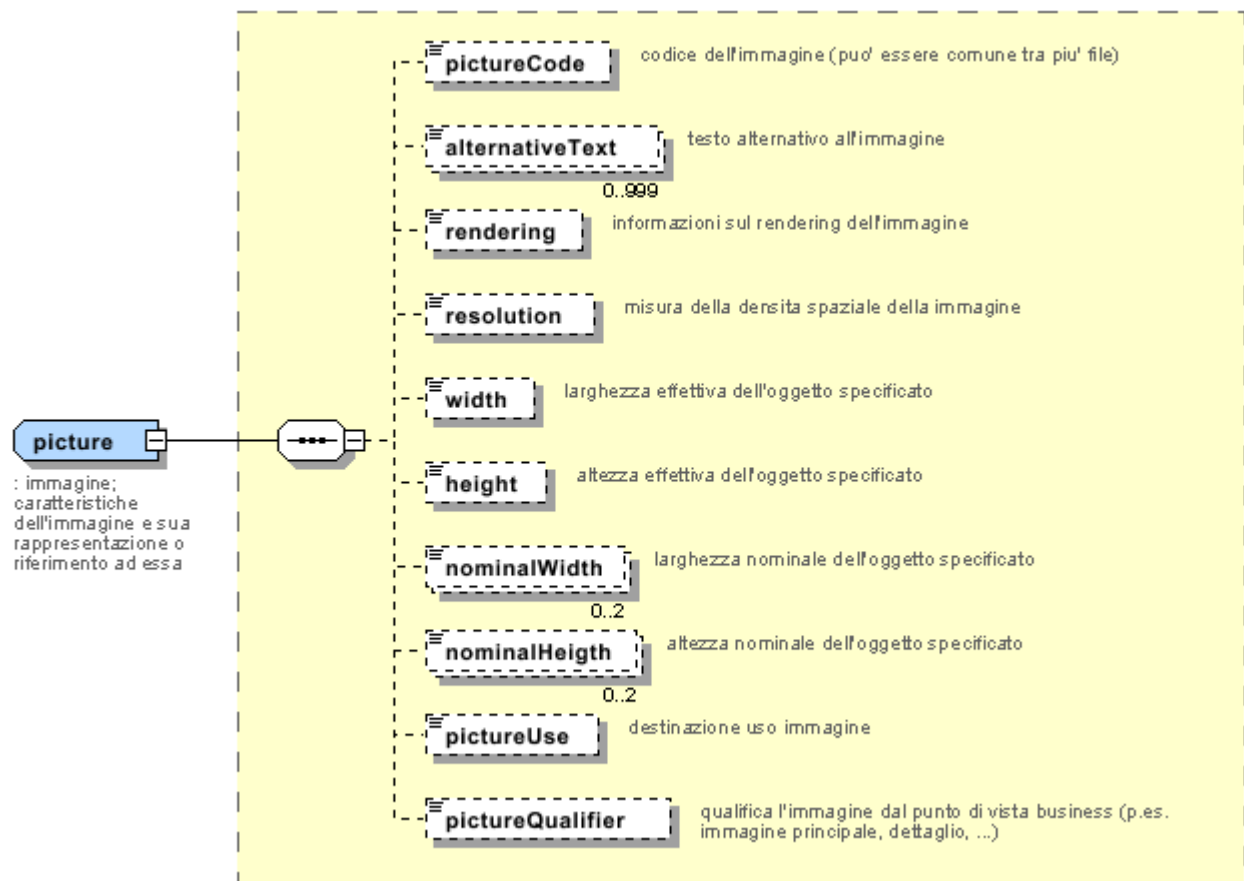 pictureCode
codice dell'immagine (puo' essere comune tra piu' file)
alternativeText
testo alternativo all'immagine
0..999
rendering
informazioni sul rendering dell'immagine
resolution
misura della densita spaziale della immagine
width
larghezza effettiva dell'oggetto specificato
picture
: immagine;
caratteristiche
dell'immagine e sua
rappresentazione o
riferimento ad essa
height
altezza effettiva dell'oggetto specificato
nominalWidth
larghezza nominale dell'oggetto specificato
0..2
nominalHeigth
altezza nominale dell'oggetto specificato
0..2
pictureUse
destinazione uso immagine
pictureQualifier
qualifica l'immagine dal punto di vista business (p.es.
immagine principale, dettaglio, ...)